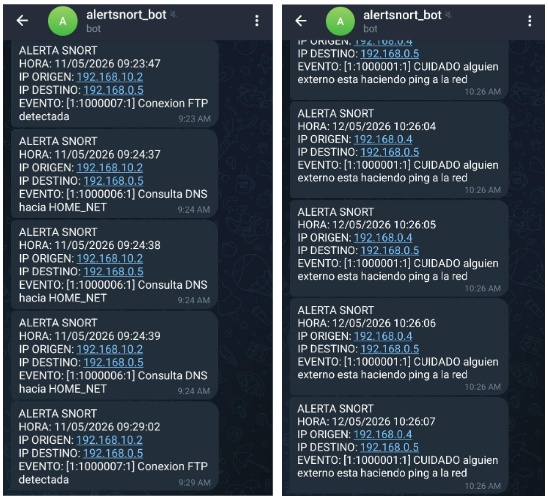 alertsnort_bot
bot
A
ALERTA SNORT
HORA: 11/05/2026 09:23:47
IP ORIGEN: 192.168.10.2
IP DESTINO: 192.168.0.5
EVENTO: [1:1000007:1] Conexion FTP
detectada
9:23 AM
ALERTA SNORT
HORA: 11/05/2026 09:24:37
IP ORIGEN: 192.168.10.2
IP DESTINO: 192.168.0.5
EVENTO: [1:1000006:1] Consulta DNS
hacia HOME_NET
9:24 AM
ALERTA SNORT
HORA: 11/05/2026 09:24:38
IP ORIGEN: 192.168.10.2
IP DESTINO: 192.168.0.5
EVENTO: [1:1000006:1] Consulta DNS
hacia HOME_NET
9:24 AM
ALERTA SNORT
HORA: 11/05/2026 09:24:39
IP ORIGEN: 192.168.10.2
IP DESTINO: 192.168.0.5
EVENTO: [1:1000006:1] Consulta DNS
hacia HOME_NET
9:24 AM
ALERTA SNORT
HORA: 11/05/2026 09:29:02
IP ORIGEN: 192.168.10.2
IP DESTINO: 192.168.0.5
EVENTO: [1:1000007:1] Conexion FTP
detectada
9:29 AM
alertsnort_bot
bot
A
IP ORIGEN: 192.168.0.4
IP DESTINO: 192.168.0.5
EVENTO: [1:1000001:1] CUIDADO alguien
externo esta haciendo ping a la red
10:26 AM
ALERTA SNORT
HORA: 12/05/2026 10:26:04
IP ORIGEN: 192.168.0.4
IP DESTINO: 192.168.0.5
EVENTO: [1:1000001:1] CUIDADO alguien
externo esta haciendo ping a la red
10:26 AM
ALERTA SNORT
HORA: 12/05/2026 10:26:05
IP ORIGEN: 192.168.0.4
IP DESTINO: 192.168.0.5
EVENTO: [1:1000001:1] CUIDADO alguien
externo esta haciendo ping a la red
10:26 AM
ALERTA SNORT
HORA: 12/05/2026 10:26:06
IP ORIGEN: 192.168.0.4
IP DESTINO: 192.168.0.5
EVENTO: [1:1000001:1] CUIDADO alguien
externo esta haciendo ping a la red
10:26 AM
ALERTA SNORT
HORA: 12/05/2026 10:26:07
IP ORIGEN: 192.168.0.4
IP DESTINO: 192.168.0.5
EVENTO: [1:1000001:1] CUIDADO alguien
externo esta haciendo ping a la red
10:26 AM